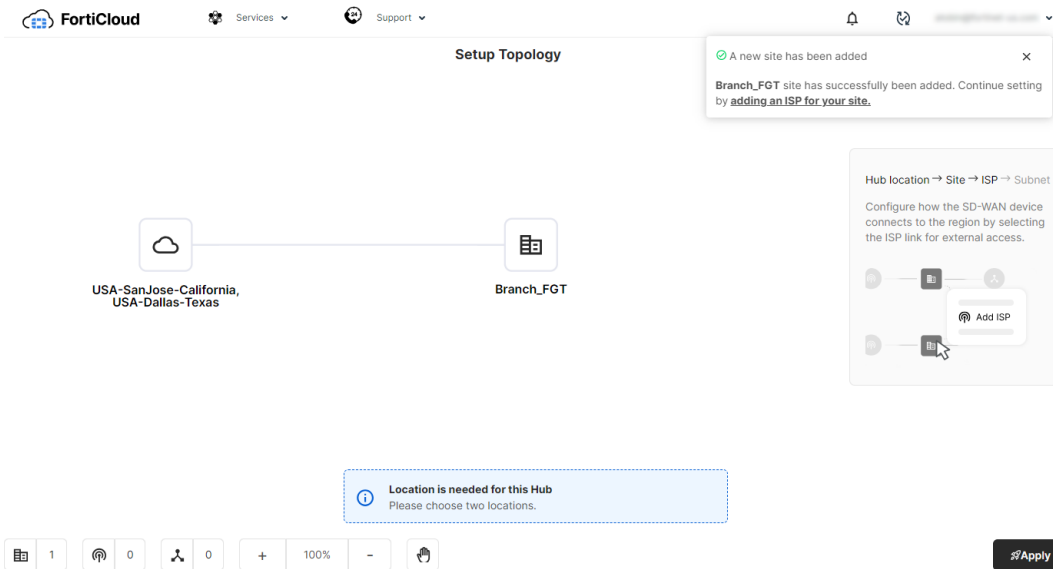 FortiCloud
Services
24
Support
Setup Topology
A new site has been added
Branch_FGT site has successfully been added. Continue setting
by adding an ISP for your site.
Hub location → Site → ISP → Subnet
Configure how the SD-WAN device
connects to the region by selecting
the ISP link for external access.
Add ISP
USA-SanJose-California,
USA-Dallas-Texas
Branch_FGT
Location is needed for this Hub
Please choose two locations.
1
0
0
+
100%
-
Apply